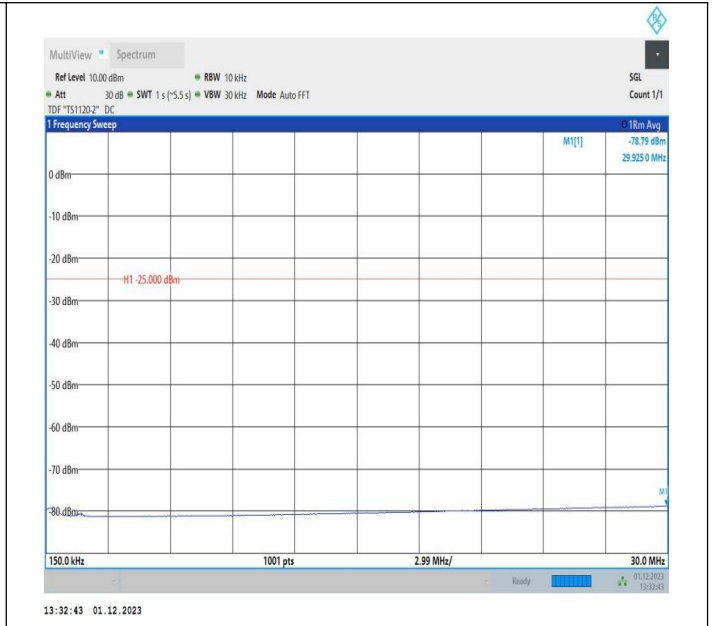 MultiView Spectrum
Ref Level 10.00 dBm RBW 10 kHz SGL
Att 30 dB SWT 1 s (~5.5 s) VBW 30 kHz Mode Auto FFT Count 1/1
TDF "TS1120-2" DC
1 Frequency Sweep 1Rm Avg
M1[1] -78.79 dBm
29.925 0 MHz
0 dBm
-10 dBm
-20 dBm
H1 -25.000 dBm
-30 dBm
-40 dBm
-50 dBm
-60 dBm
-70 dBm
M1
-80 dBm
150.0 kHz 1001 pts 2.99 MHz/ 30.0 MHz
Ready 01.12.2023
13:32:43
13:32:43 01.12.2023